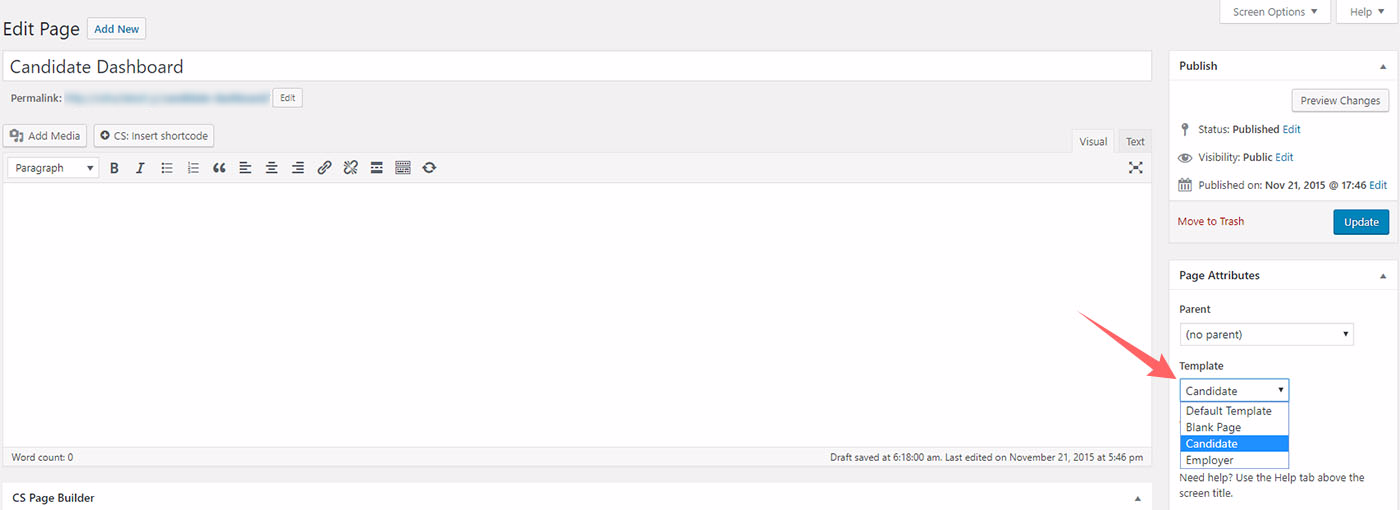 Screen Options
Help
Edit Page
Add New
Candidate Dashboard
Permalink:
Edit
Add Media
CS: Insert shortcode
Visual
Text
Paragraph
B I
Word count: 0
Draft saved at 6:18:00 am. Last edited on November 21, 2015 at 5:46 pm
CS Page Builder
Publish
Preview Changes
Status: Published Edit
Visibility: Public Edit
Published on: Nov 21, 2015 @ 17:46 Edit
Move to Trash
Update
Page Attributes
Parent
(no parent)
Template
Candidate
Default Template
Blank Page
Candidate
Employer
Need help? Use the Help tab above the
screen title.